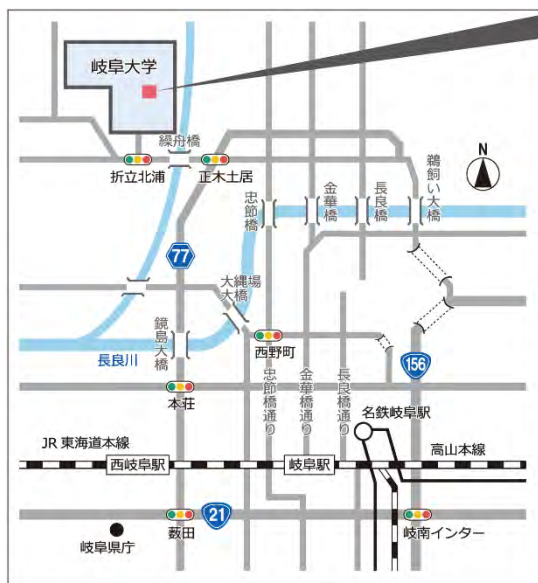 岐阜大学
繰舟橋
折立北浦
正木土居
N
忠節橋
金華橋
長良橋
鵜飼い大橋
77
大縄場大橋
鏡島大橋
長良川
西野町
忠節橋通り
金華橋通り
長良橋通り
156
本荘
名鉄岐阜駅
JR東海道本線
高山本線
西岐阜駅
岐阜駅
薮田
21
岐南インター
岐阜県庁